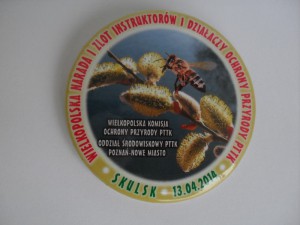 WIELKOPOLSKA NARADA I ZLOT INSTRUKTORÓW I DZIAŁACZY OCHRONY PRZYRODY PTTK
WIELKOPOLSKA KOMISJA
OCHRONY PRZYRODY PTTK
ODDZIAŁ ŚRODOWISKOWY PTTK
POZNAŃ-NOWE MIASTO
• SKULSK - 13.04.2014 •